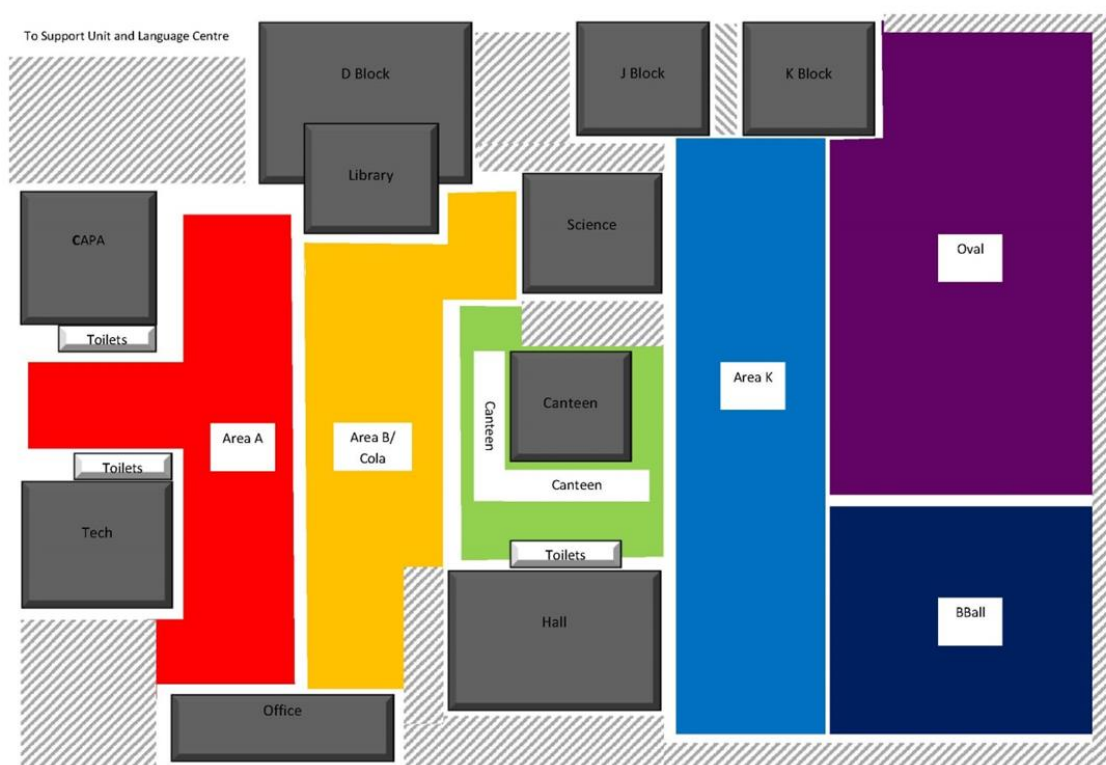 To Support Unit and Language Centre
D Block
J Block
K Block
Library
CAPA
Science
Oval
Toilets
Area A
Area B/
Cola
Canteen
Canteen
Canteen
Area K
Toilets
Tech
Toilets
Hall
BBall
Office